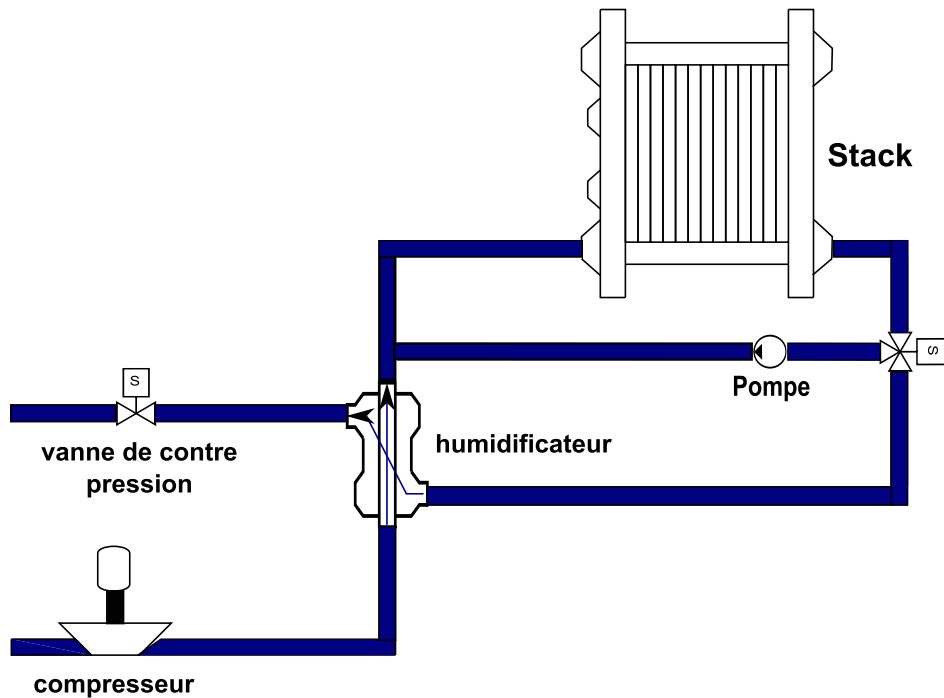 Stack
S
Pompe
S
vanne de contre
pression
humidificateur
compresseur